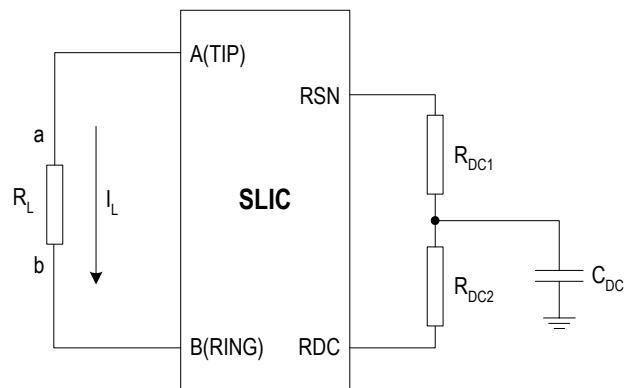 A(TIP)
RSN
a
R_DC1
R_L
I_L
SLIC
b
R_DC2
C_DC
B(RING)
RDC